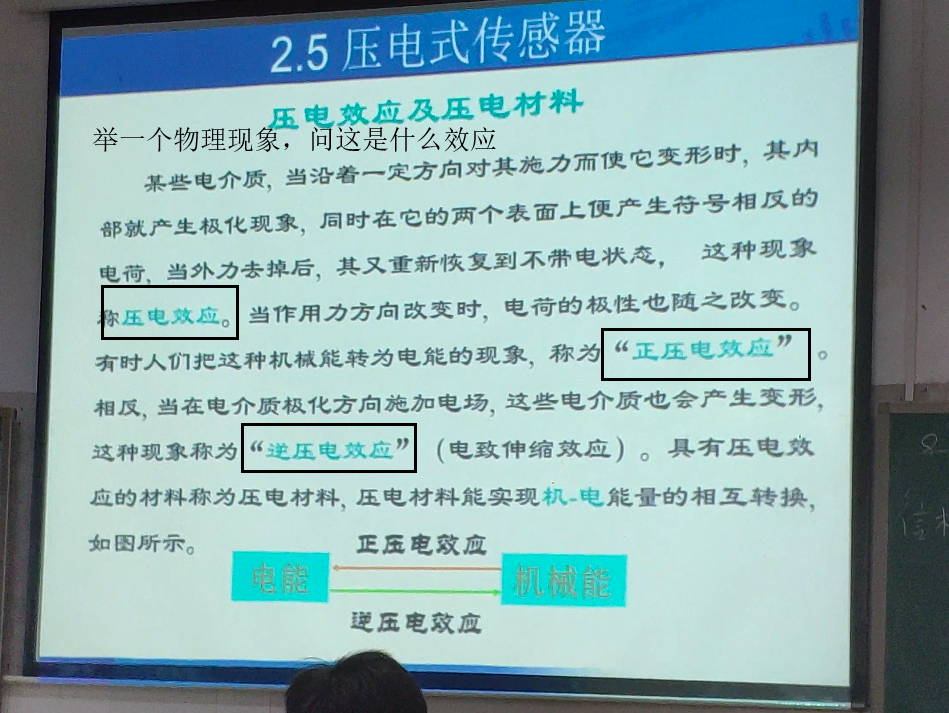 2.5 压电式传感器
压电效应及压电材料
举一个物理现象，问这是什么效应
某些电介质, 当沿着一定方向对其施力而使它变形时, 其内
部就产生极化现象, 同时在它的两个表面上便产生符号相反的
电荷, 当外力去掉后, 其又重新恢复到不带电状态， 这种现象
称压电效应。当作用力方向改变时, 电荷的极性也随之改变。
有时人们把这种机械能转为电能的现象, 称为“正压电效应”。
相反, 当在电介质极化方向施加电场, 这些电介质也会产生变形,
这种现象称为“逆压电效应”（电致伸缩效应）。具有压电效
应的材料称为压电材料, 压电材料能实现机-电能量的相互转换,
如图所示。
正压电效应
电能 机械能
逆压电效应